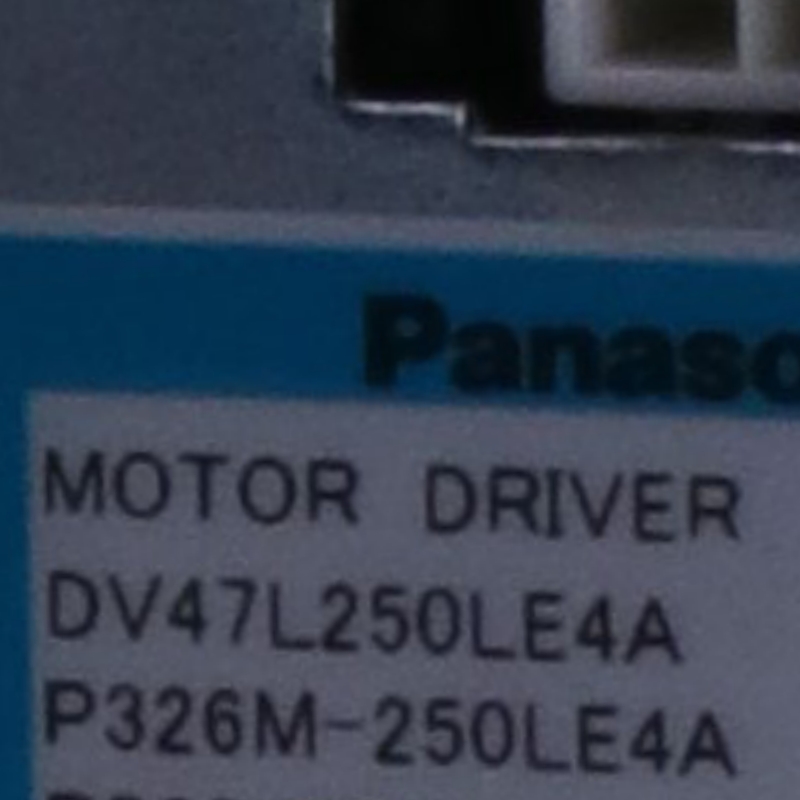 Panaso
MOTOR DRIVER
DV47L250LE4A
P326M-250LE4A